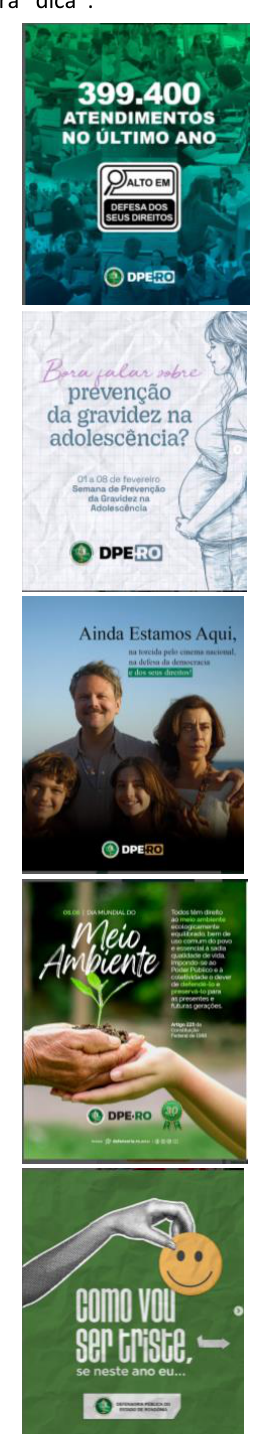 ra "dica".
399.400
ATENDIMENTOS
NO ÚLTIMO ANO
ALTO EM
DEFESA DOS
SEUS DIREITOS
DPERO
Bora falar sobre
prevenção
da gravidez na
adolescência?
01 a 08 de fevereiro
Semana de Prevenção
da Gravidez na
Adolescência
DPERO
Ainda Estamos Aqui,
na torcida pelo cinema nacional,
na defesa da democracia
e dos seus direitos!
DPERO
DIA MUNDIAL DO
Meio
Ambiente
Todos têm direito
ao meio ambiente
ecologicamente
equilibrado, bem de
uso comum do povo
e essencial à sadia
qualidade de vida,
impondo-se ao
Poder Público e à
coletividade o dever
de defendê-lo e
preservá-lo para
as presentes e
futuras gerações.
Artigo 225 da
Constituição
Federal de 1988
DPE-RO
30
como vou
ser triste,
se neste ano eu...
DEFENSORIA PÚBLICA DO
ESTADO DE RONDÔNIA